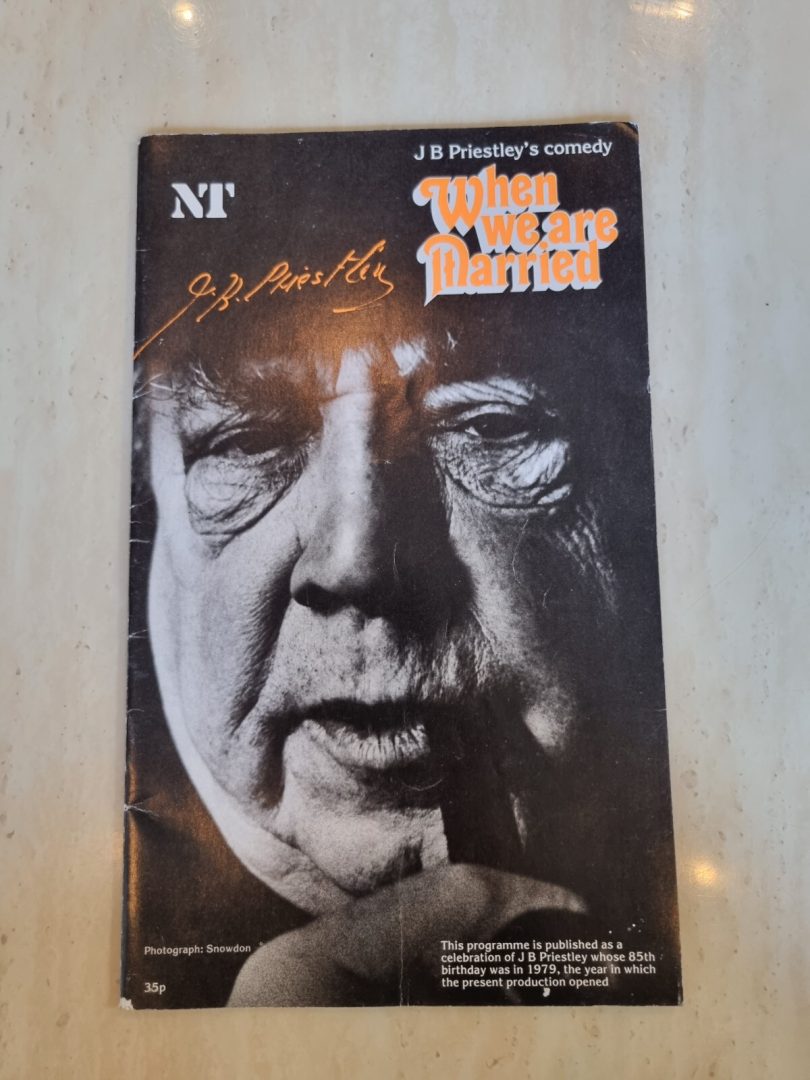 J B Priestley's comedy
NT
When
we are
Married
J. B. Priestley
Photograph: Snowdon
This programme is published as a
celebration of J B Priestley whose 85th
birthday was in 1979, the year in which
the present production opened
35p